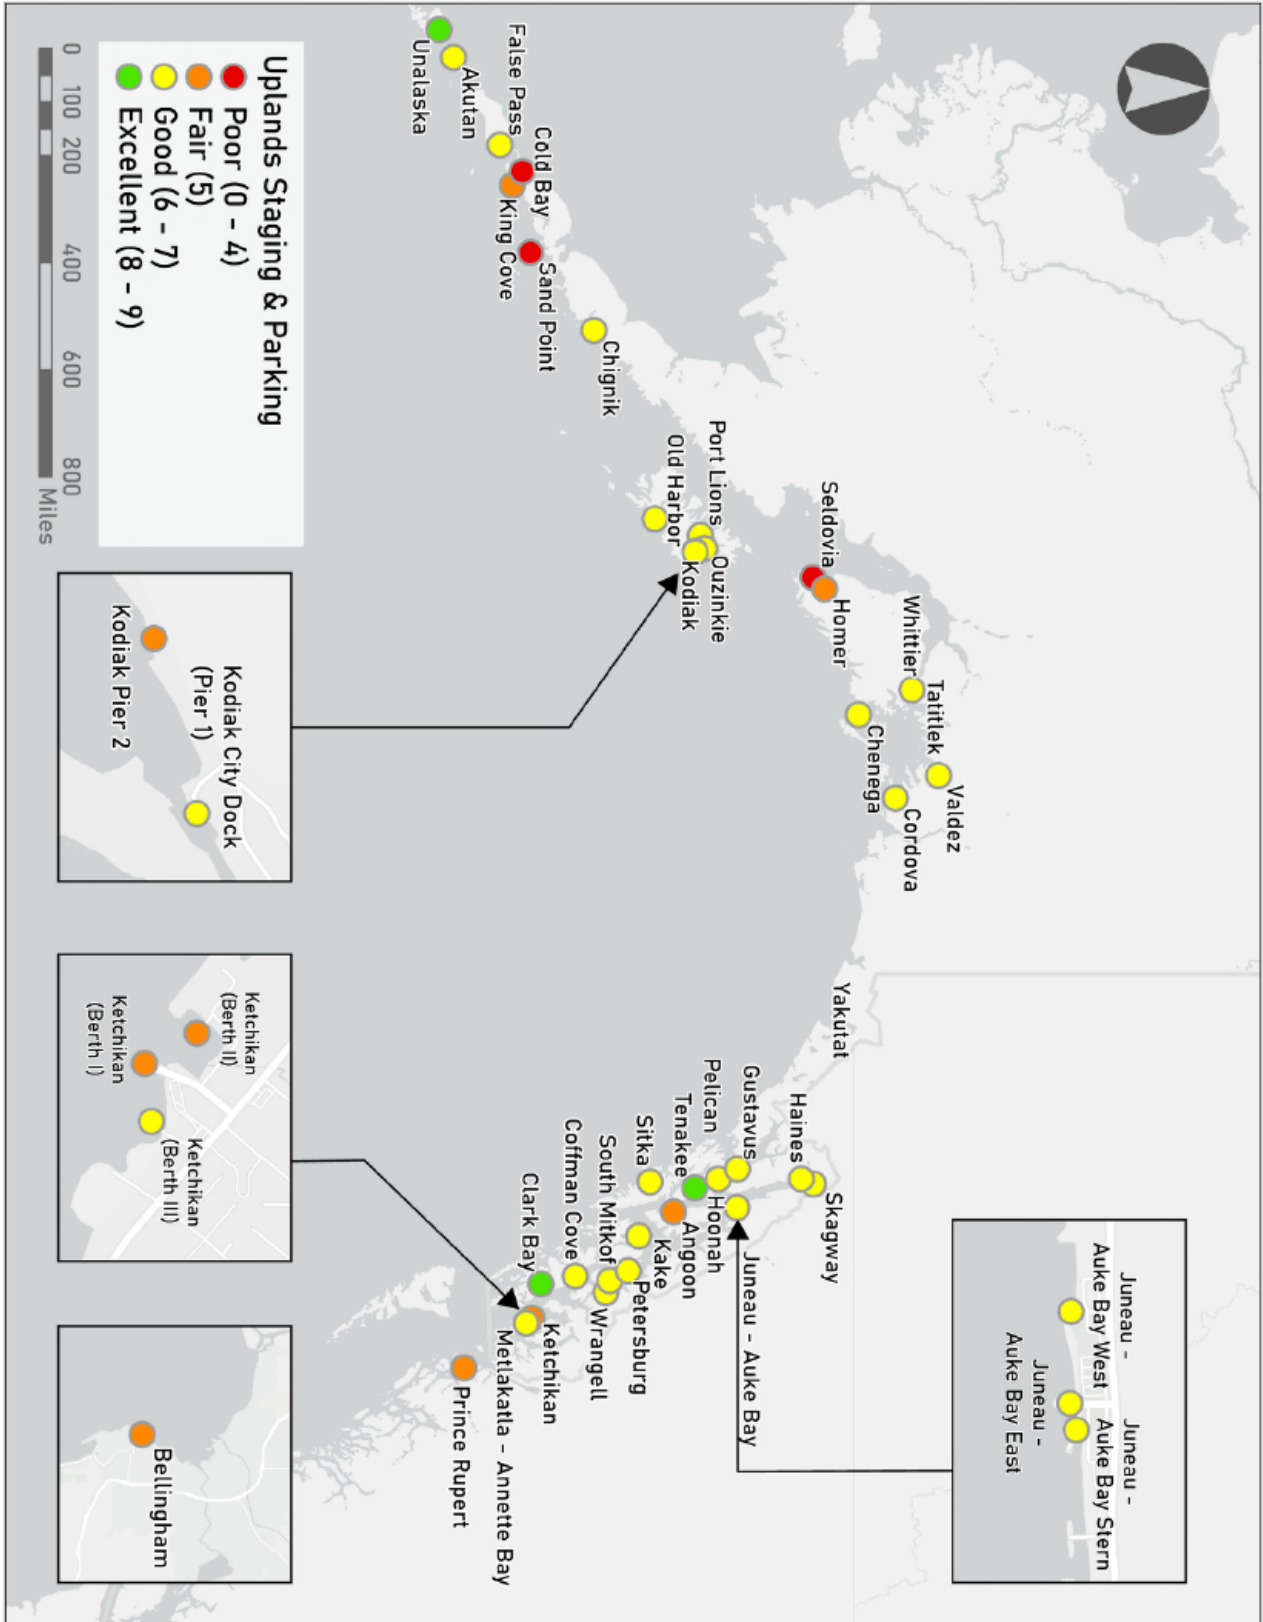 Uplands Staging & Parking
Poor (0 - 4)
Fair (5)
Good (6 - 7)
Excellent (8 - 9)
0 100 200 400 600 800
Miles
Unalaska
Akutan
False Pass
Cold Bay
King Cove
Sand Point
Chignik
Port Lions
Old Harbor
Ouzinkie
Kodiak
Seldovia
Homer
Whittier
Tatitlek
Chenega
Valdez
Cordova
Yakutat
Haines
Skagway
Gustavus
Pelican
Hoonah
Tenakee
Juneau - Auke Bay
Angoon
Sitka
Kake
South Mitkof
Petersburg
Coffman Cove
Wrangell
Clark Bay
Ketchikan
Metlakatla - Annette Bay
Prince Rupert
Juneau -
Auke Bay West
Juneau -
Auke Bay Stern
Juneau -
Auke Bay East
Kodiak City Dock
(Pier 1)
Kodiak Pier 2
Ketchikan
(Berth II)
Ketchikan
(Berth I)
Ketchikan
(Berth III)
Bellingham